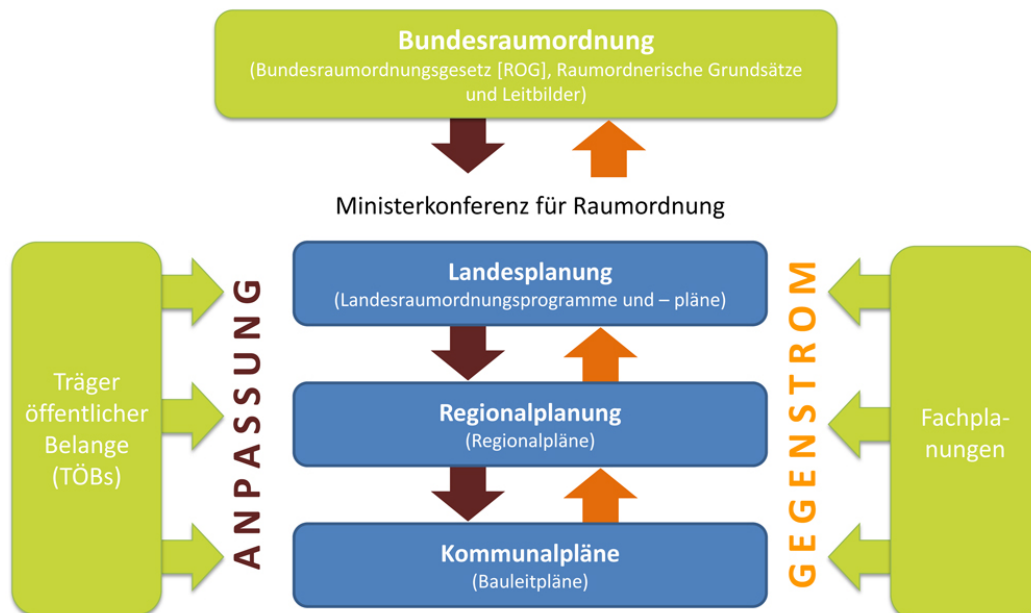 Bundesraumordnung
(Bundesraumordnungsgesetz [ROG], Raumordnerische Grundsätze
und Leitbilder)
Ministerkonferenz für Raumordnung
Träger
öffentlicher
Belange
(TÖBs)
ANPASSUNG
Landesplanung
(Landesraumordnungsprogramme und – pläne)
Regionalplanung
(Regionalpläne)
Kommunalpläne
(Bauleitpläne)
GEGENSTROM
Fachpla-
nungen